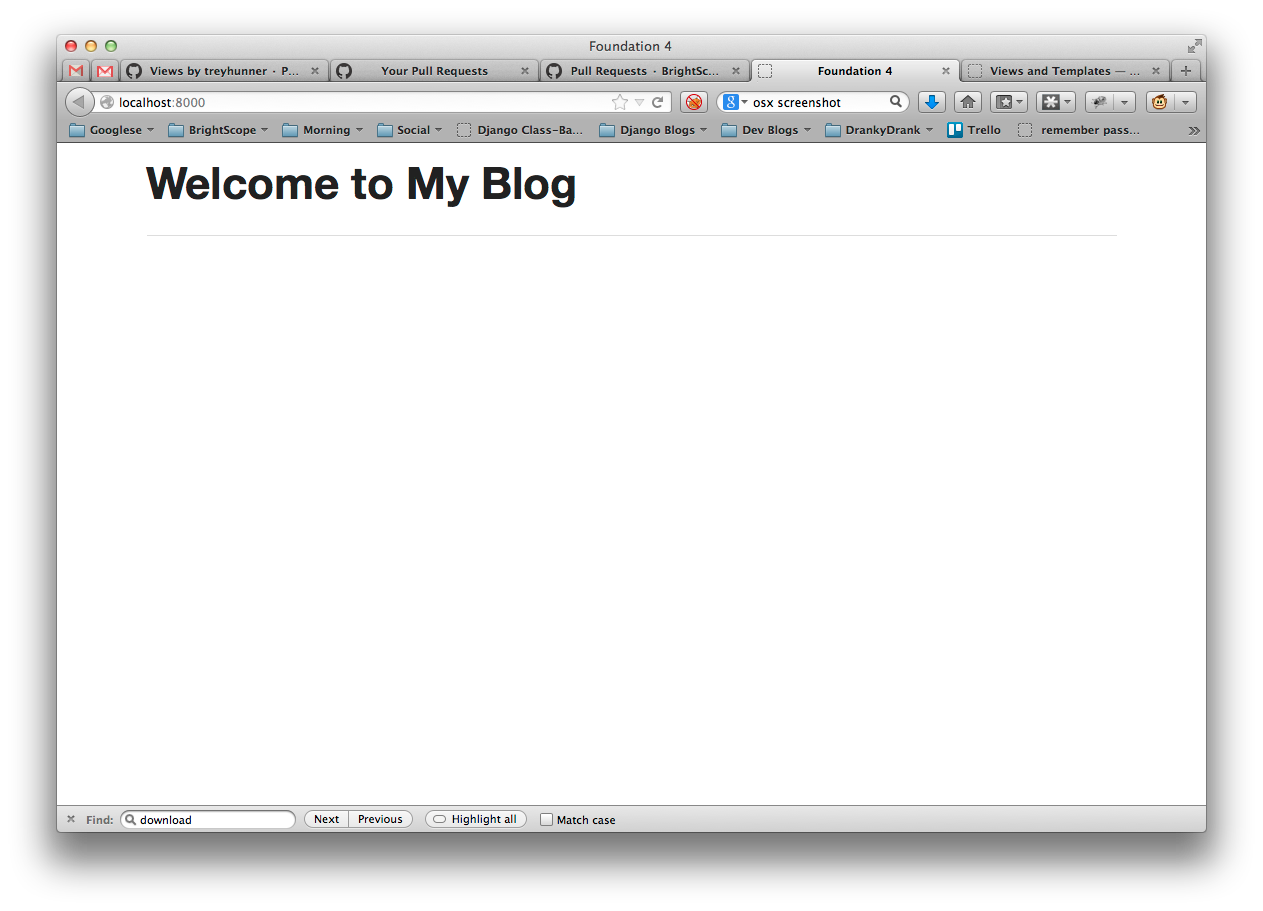 Foundation 4
Views by treyhunner · P... Your Pull Requests Pull Requests · BrightSc... Foundation 4 Views and Templates — ...
localhost:8000 osx screenshot
Googlese BrightScope Morning Social Django Class-Ba... Django Blogs Dev Blogs DrankyDrank Trello remember pass...
Welcome to My Blog
Find: download Next Previous Highlight all Match case